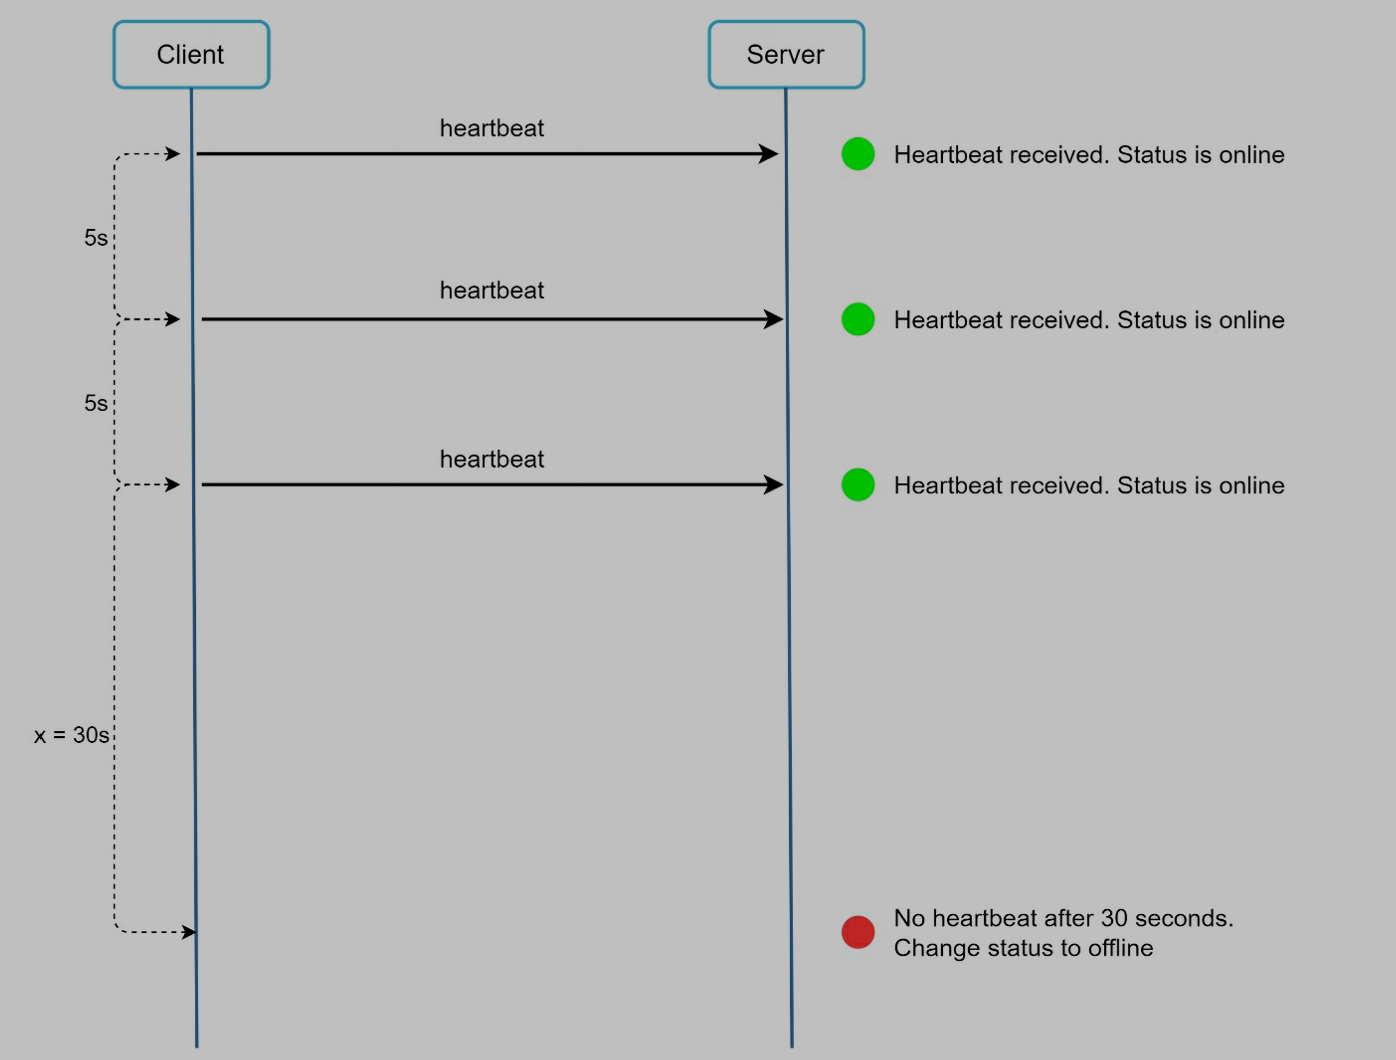 Client
Server
heartbeat
Heartbeat received. Status is online
5s
heartbeat
Heartbeat received. Status is online
5s
heartbeat
Heartbeat received. Status is online
x = 30s
No heartbeat after 30 seconds.
Change status to offline